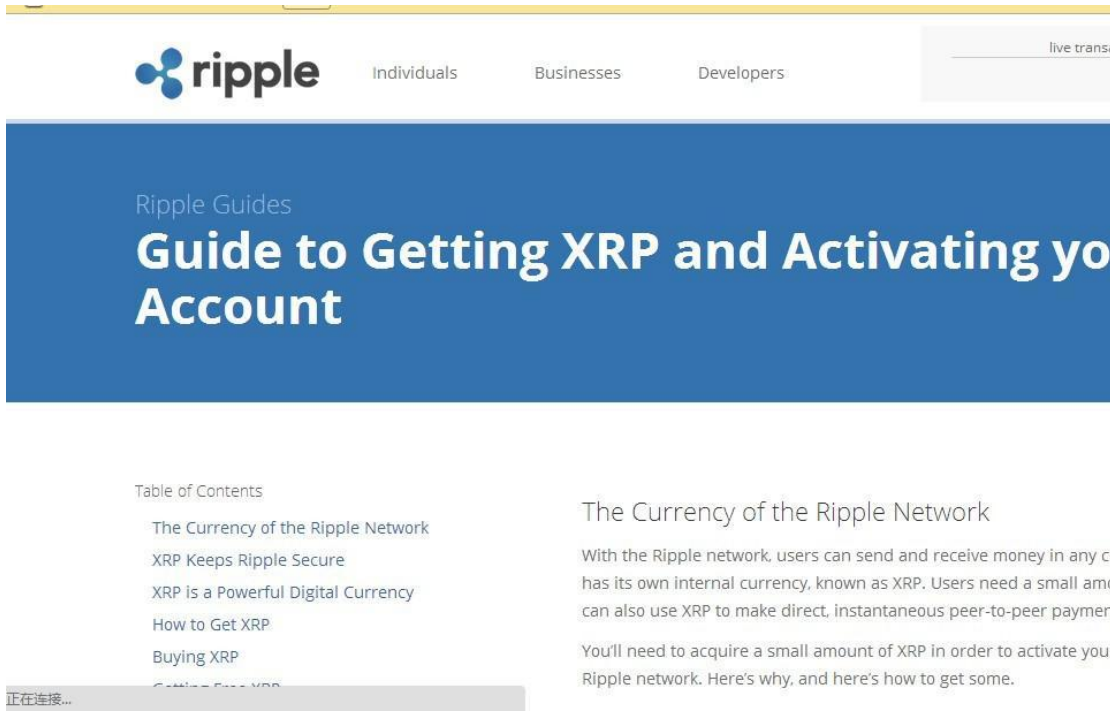 ripple
Individuals
Businesses
Developers
live
Ripple Guides
Guide to Getting XRP and Activating
Account
Table of Contents
The Currency of the Ripple Network
XRP Keeps Ripple Secure
XRP is a Powerful Digital Currency
How to Get XRP
Buying XRP
The Currency of the Ripple Network
With the Ripple network, users can send and receive money in any
has its own internal currency, known as XRP. Users need a small
can also use XRP to make direct, instantaneous peer-to-peer
You'll need to acquire a small amount of XRP in order to activate
Ripple network. Here's why, and here's how to get some.
正在连接...